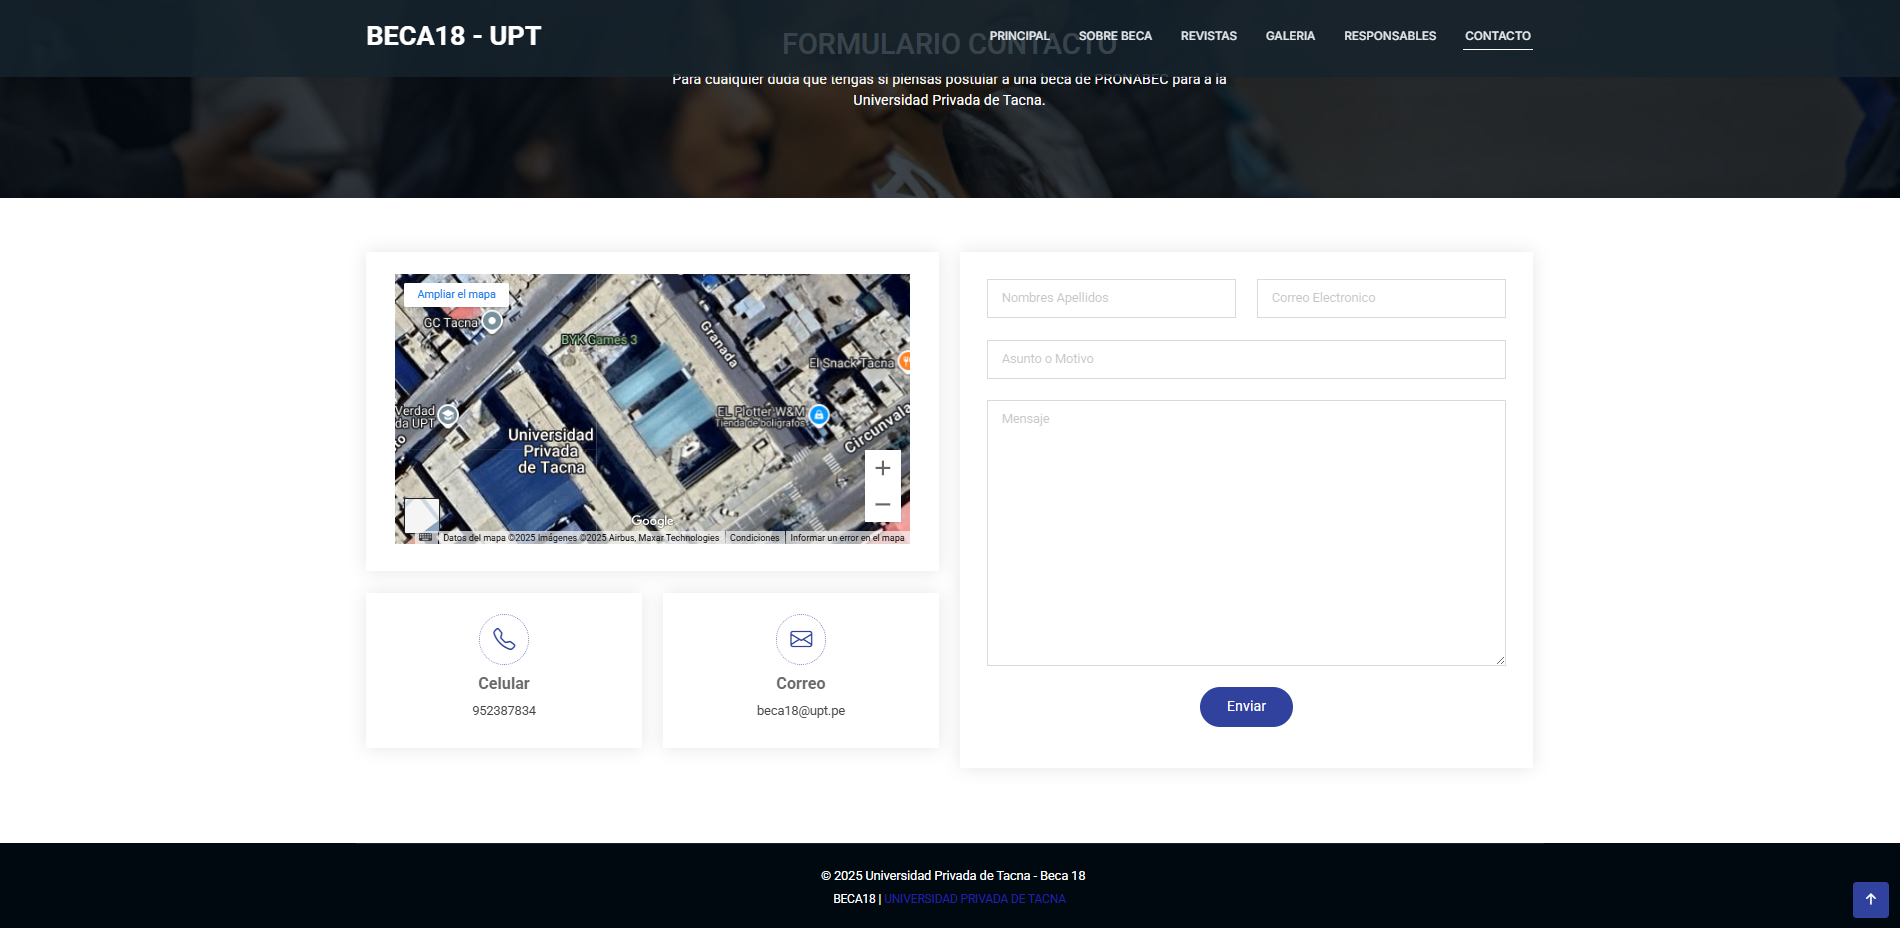 BECA18 - UPT
PRINCIPAL
SOBRE BECA
REVISTAS
GALERIA
RESPONSABLES
CONTACTO
FORMULARIO CONTACTO
Para cualquier duda que tengas si piensas postular a una beca de PRONABEC para a la
Universidad Privada de Tacna.
Ampliar el mapa
GC Tacna
BYK Games 3
Granada
El Snack Tacna
Verdad
da UPT
EL Plotter W&M
Tienda de bolígrafos
Circunvala
to
Universidad
Privada
de Tacna
Google
Datos del mapa ©2025 Imágenes ©2025 Airbus, Maxar Technologies
Condiciones
Informar un error en el mapa
Celular
952387834
Correo
beca18@upt.pe
Nombres Apellidos
Correo Electronico
Asunto o Motivo
Mensaje
Enviar
© 2025 Universidad Privada de Tacna - Beca 18
BECA18 | UNIVERSIDAD PRIVADA DE TACNA